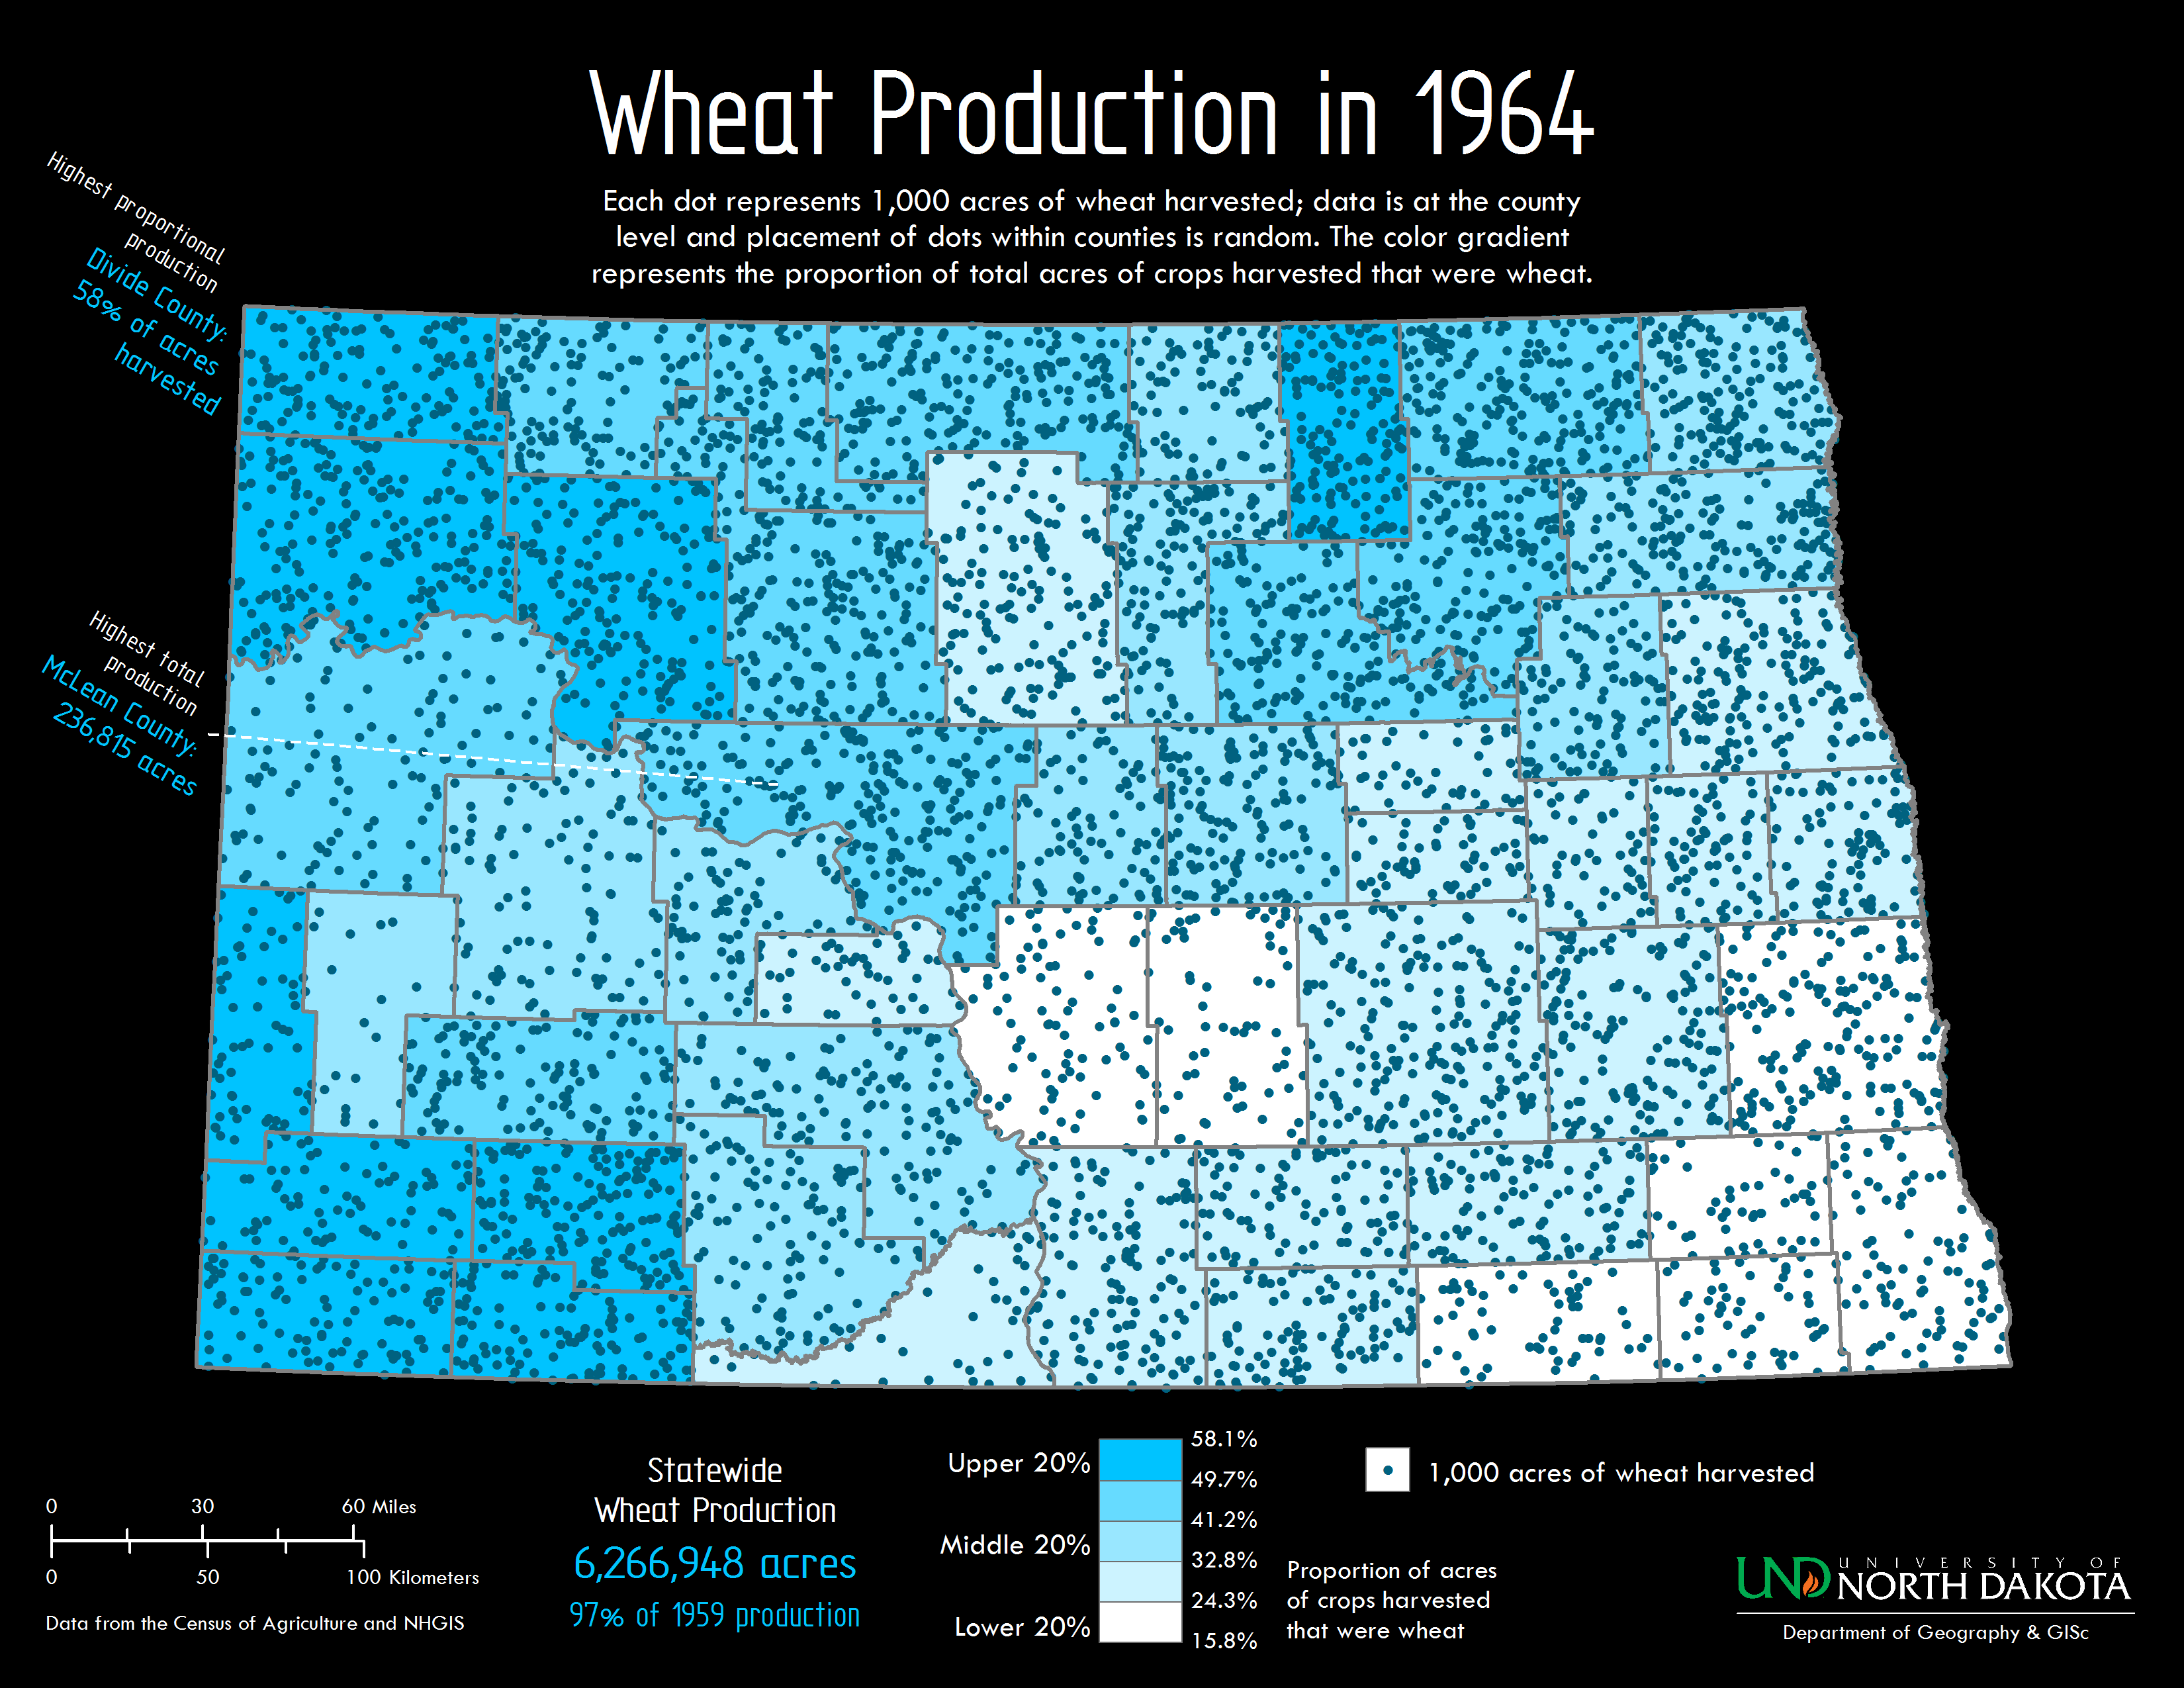 Wheat Production in 1964
Each dot represents 1,000 acres of wheat harvested; data is at the county
level and placement of dots within counties is random. The color gradient
represents the proportion of total acres of crops harvested that were wheat.
Highest proportional
production
Divide County:
58% of acres
harvested
Highest total
production
McLean County:
236,815 acres
0 30 60 Miles
0 50 100 Kilometers
Data from the Census of Agriculture and NHGIS
Statewide
Wheat Production
6,266,948 acres
97% of 1959 production
Upper 20%
Middle 20%
Lower 20%
58.1%
49.7%
41.2%
32.8%
24.3%
15.8%
1,000 acres of wheat harvested
Proportion of acres
of crops harvested
that were wheat
UND UNIVERSITY OF
NORTH DAKOTA
Department of Geography & GISc